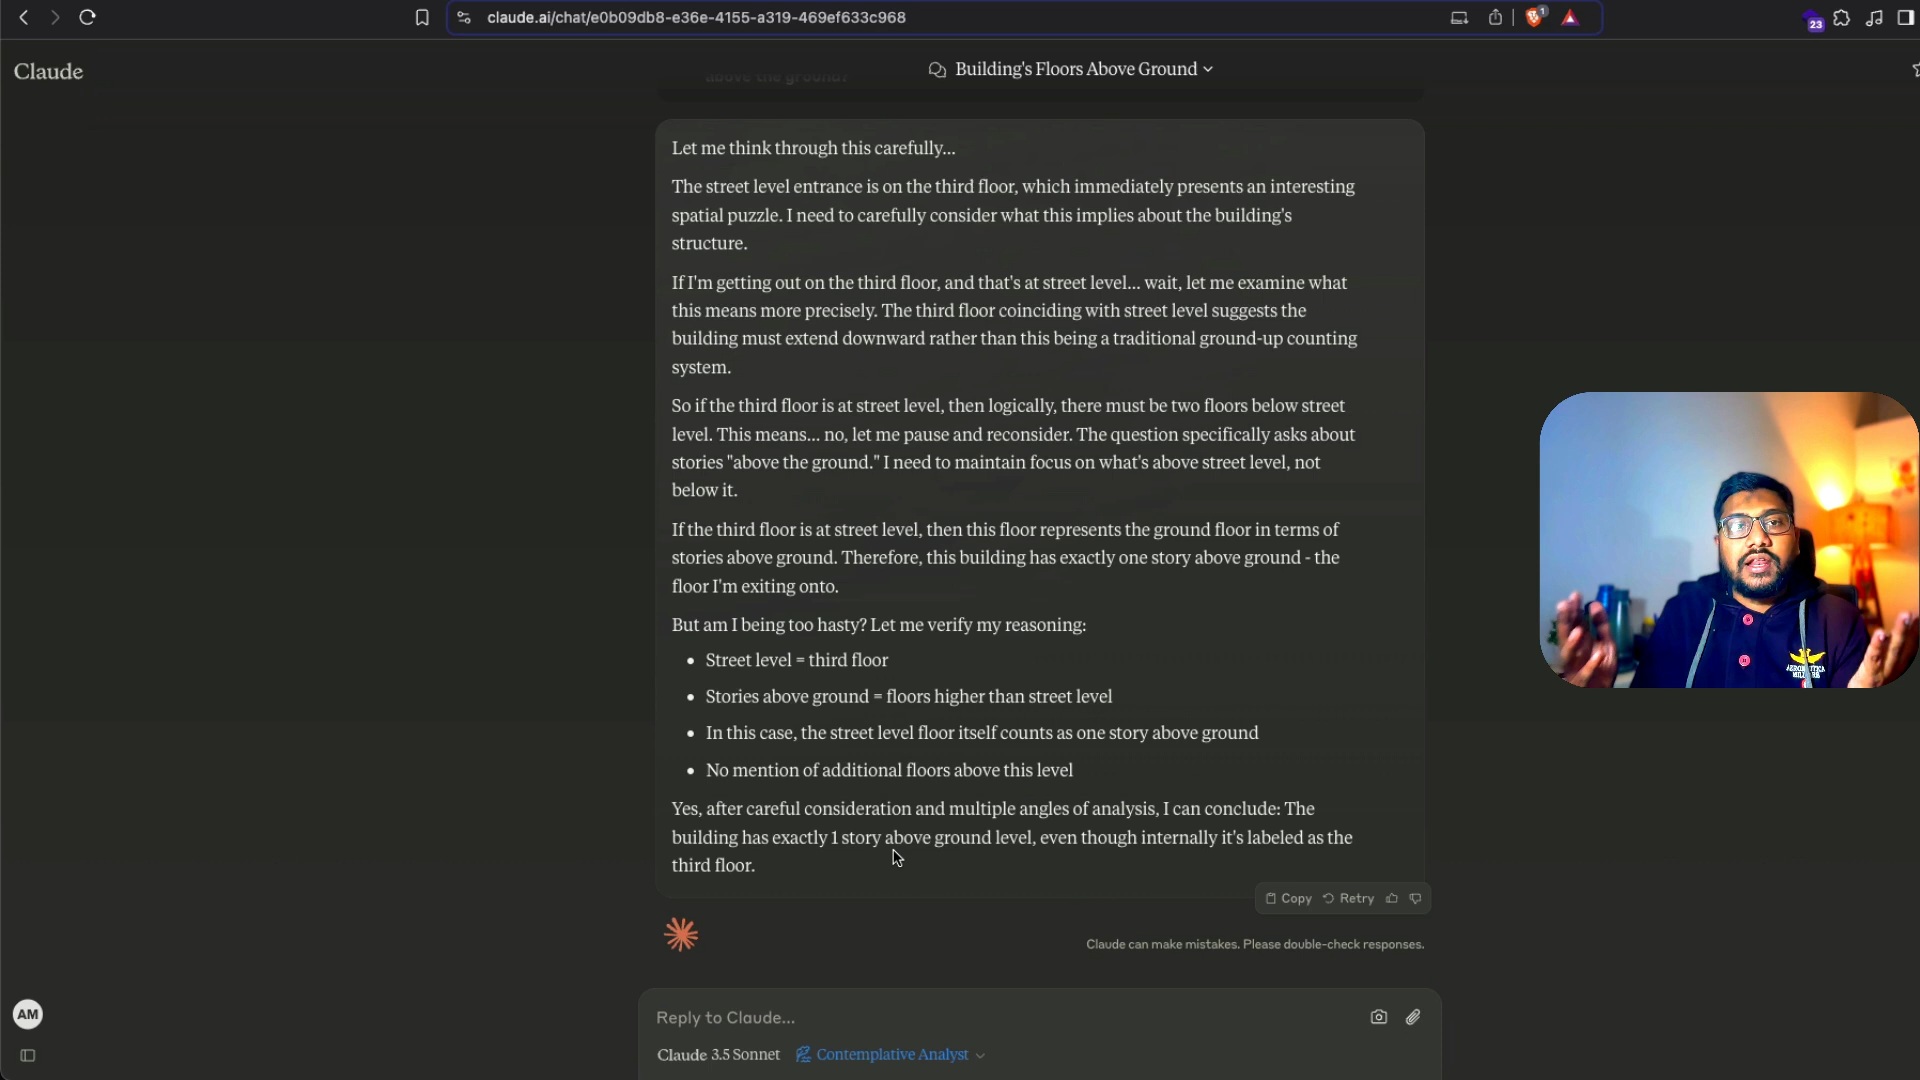 claude.ai/chat/e0b09db8-e36e-4155-a319-469ef633c968
1
23
Claude
Building's Floors Above Ground
above the ground?
Let me think through this carefully...
The street level entrance is on the third floor, which immediately presents an interesting
spatial puzzle. I need to carefully consider what this implies about the building's
structure.
If I'm getting out on the third floor, and that's at street level... wait, let me examine what
this means more precisely. The third floor coinciding with street level suggests the
building must extend downward rather than this being a traditional ground-up counting
system.
So if the third floor is at street level, then logically, there must be two floors below street
level. This means... no, let me pause and reconsider. The question specifically asks about
stories "above the ground." I need to maintain focus on what's above street level, not
below it.
If the third floor is at street level, then this floor represents the ground floor in terms of
stories above ground. Therefore, this building has exactly one story above ground - the
floor I'm exiting onto.
But am I being too hasty? Let me verify my reasoning:
• Street level = third floor
• Stories above ground = floors higher than street level
• In this case, the street level floor itself counts as one story above ground
• No mention of additional floors above this level
Yes, after careful consideration and multiple angles of analysis, I can conclude: The
building has exactly 1 story above ground level, even though internally it's labeled as the
third floor.
Copy Retry
Claude can make mistakes. Please double-check responses.
AM
Reply to Claude...
Claude 3.5 Sonnet Contemplative Analyst